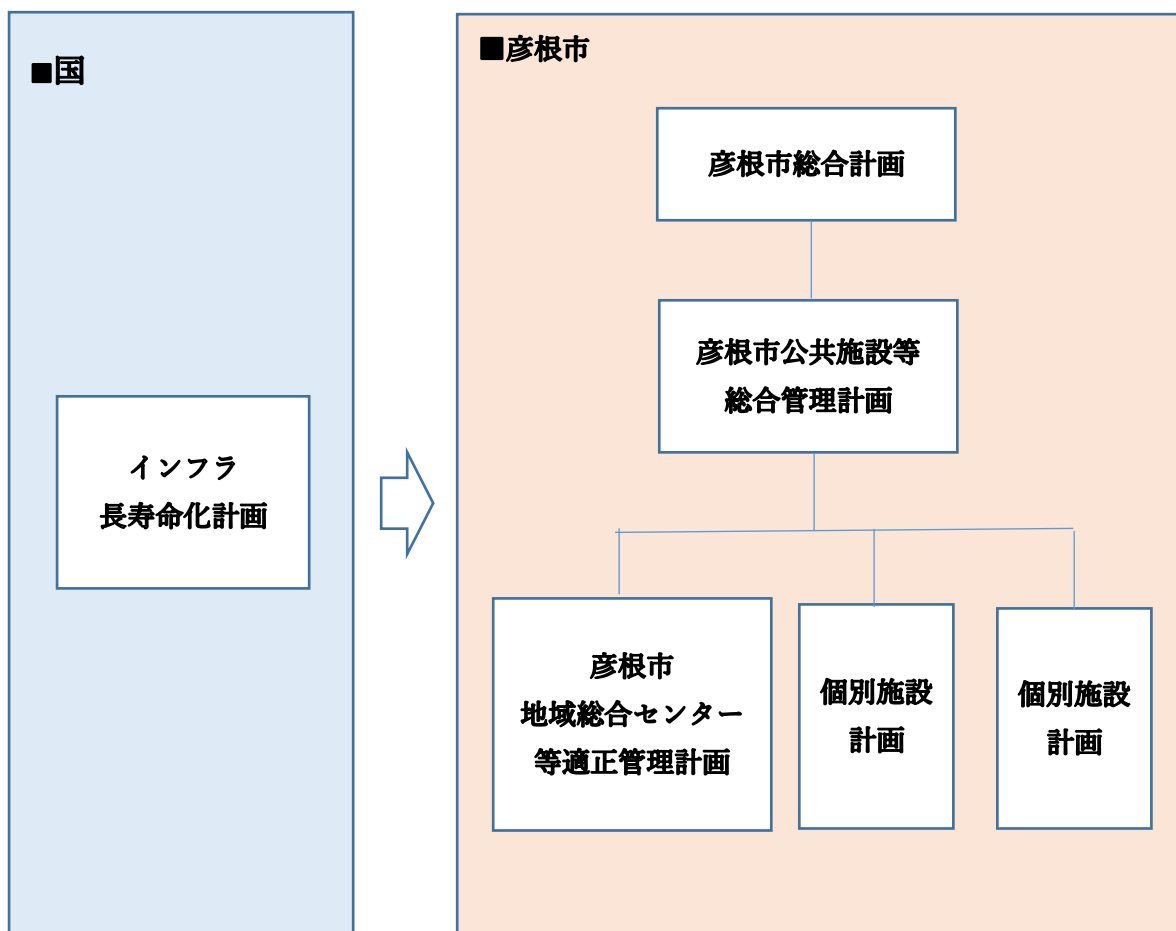 ■国
インフラ
長寿命化計画
■彦根市
彦根市総合計画
彦根市公共施設等
総合管理計画
彦根市
地域総合センター
等適正管理計画
個別施設
計画
個別施設
計画